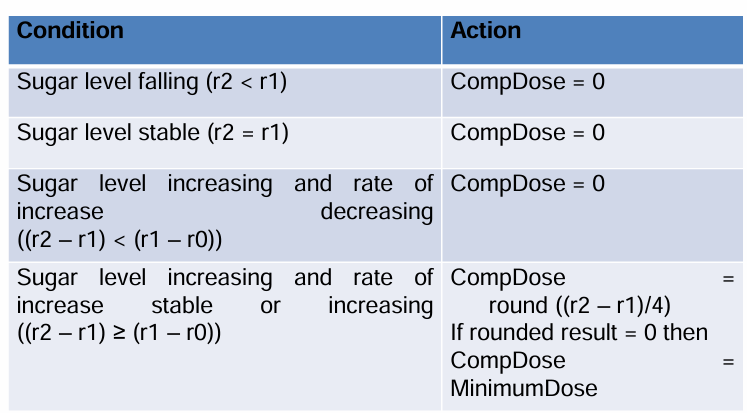 Condition
Action
Sugar level falling (r2 < r1)
CompDose = 0
Sugar level stable (r2 = r1)
CompDose = 0
Sugar level increasing and rate of
increase decreasing
((r2 – r1) < (r1 – r0))
CompDose = 0
Sugar level increasing and rate of
increase stable or increasing
((r2 – r1) ≥ (r1 – r0))
CompDose =
round ((r2 – r1)/4)
If rounded result = 0 then
CompDose =
MinimumDose